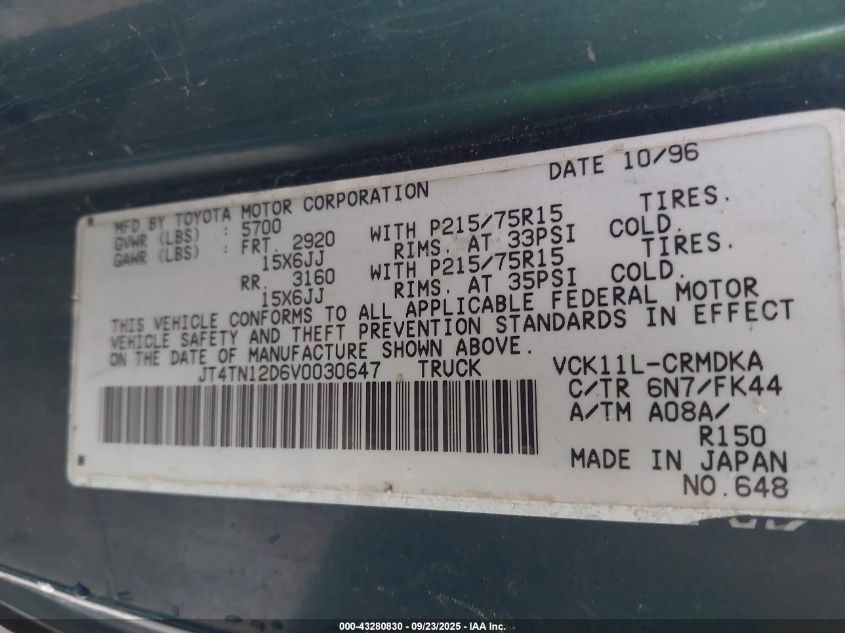 DATE 10/96
MFD BY TOYOTA MOTOR CORPORATION
GVWR (LBS) : 5700
GAWR (LBS) : FRT. 2920 WITH P215/75R15 TIRES.
15X6JJ RIMS. AT 33PSI COLD.
RR. 3160 WITH P215/75R15 TIRES.
15X6JJ RIMS. AT 35PSI COLD.
THIS VEHICLE CONFORMS TO ALL APPLICABLE FEDERAL MOTOR
VEHICLE SAFETY AND THEFT PREVENTION STANDARDS IN EFFECT
ON THE DATE OF MANUFACTURE SHOWN ABOVE.
JT4TN12D6V0030647 TRUCK VCK11L-CRMDKA
C/TR 6N7/FK44
A/TM A08A/
R150
MADE IN JAPAN
NO.648
000-43280830 - 09/23/2025 - IAA Inc.